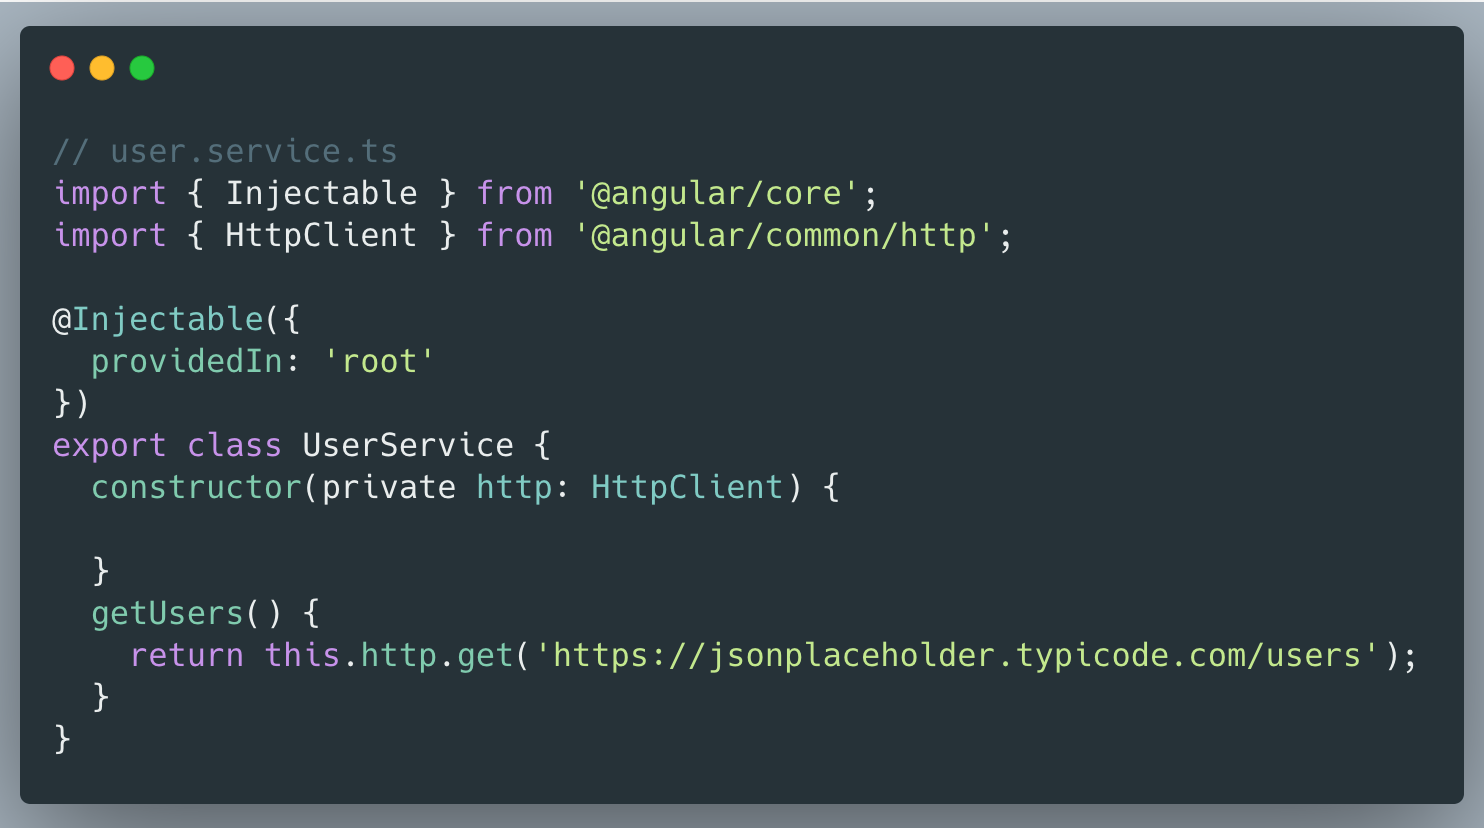 // user.service.ts
import { Injectable } from '@angular/core';
import { HttpClient } from '@angular/common/http';

@Injectable({
  providedIn: 'root'
})
export class UserService {
  constructor(private http: HttpClient) {

  }
  getUsers() {
    return this.http.get('https://jsonplaceholder.typicode.com/users');
  }
}